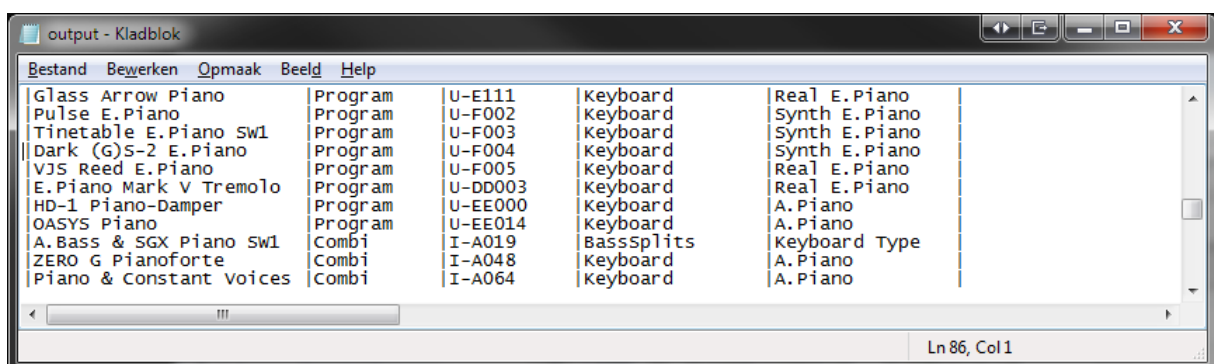 output - Kladblok
Bestand Bewerken Opmaak Beeld Help
|Glass Arrow Piano |Program |U-E111 |Keyboard |Real E.Piano |
|Pulse E.Piano |Program |U-F002 |Keyboard |Synth E.Piano |
|Tinetable E.Piano SW1 |Program |U-F003 |Keyboard |Synth E.Piano |
|Dark (G)S-2 E.Piano |Program |U-F004 |Keyboard |Synth E.Piano |
|VJS Reed E.Piano |Program |U-F005 |Keyboard |Real E.Piano |
|E.Piano Mark V Tremolo |Program |U-DD003 |Keyboard |Real E.Piano |
|HD-1 Piano-Damper |Program |U-EE000 |Keyboard |A.Piano |
|OASYS Piano |Program |U-EE014 |Keyboard |A.Piano |
|A.Bass & SGX Piano SW1 |Combi |I-A019 |BassSplits |Keyboard Type |
|ZERO G Pianoforte |Combi |I-A048 |Keyboard |A.Piano |
|Piano & Constant Voices |Combi |I-A064 |Keyboard |A.Piano |
Ln 86, Col 1